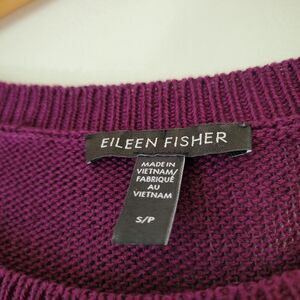 EILEEN FISHER
MADE IN
VIETNAM/
FABRIQUÉ
AU
VIETNAM
S/P